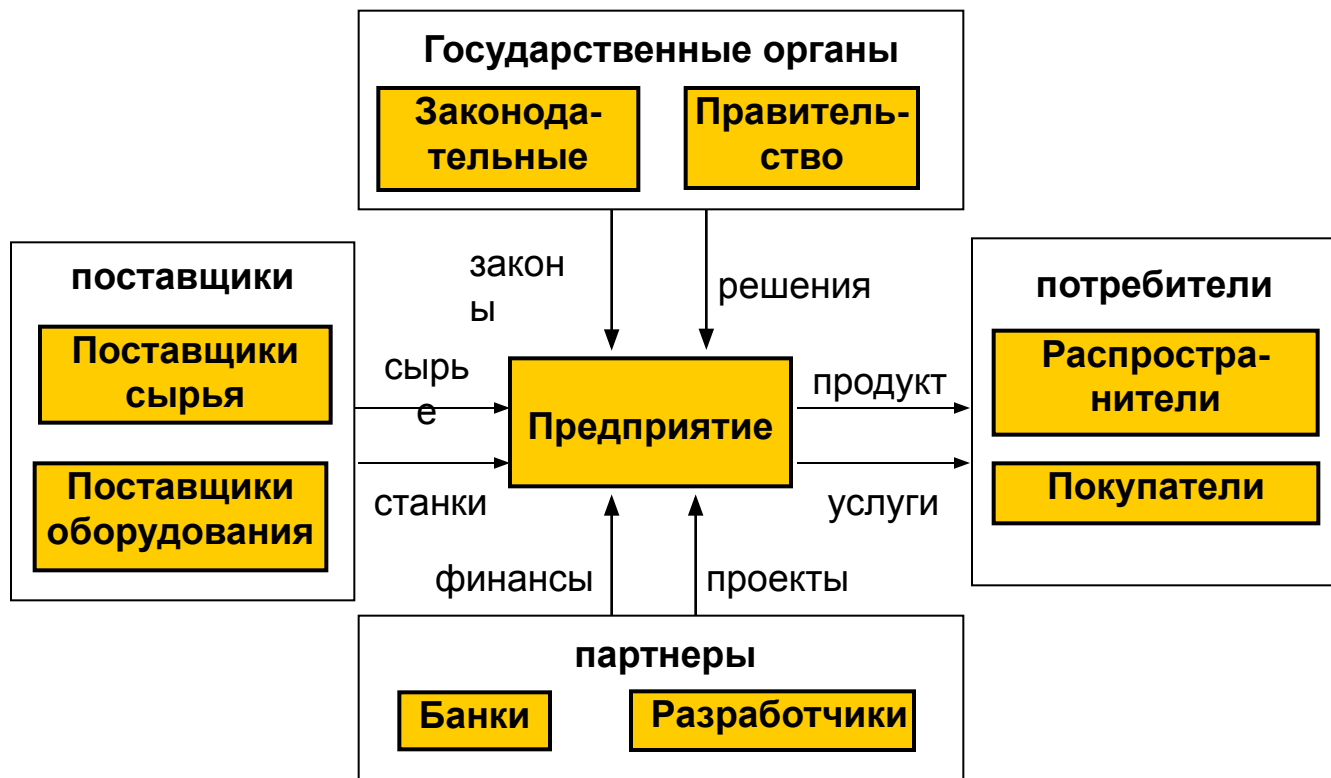 Государственные органы
Законода-
тельные
Правитель-
ство
закон
ы
решения
поставщики
Поставщики
сырья
Поставщики
оборудования
сырь
е
станки
Предприятие
продукт
услуги
потребители
Распростра-
нители
Покупатели
финансы
проекты
партнеры
Банки
Разработчики